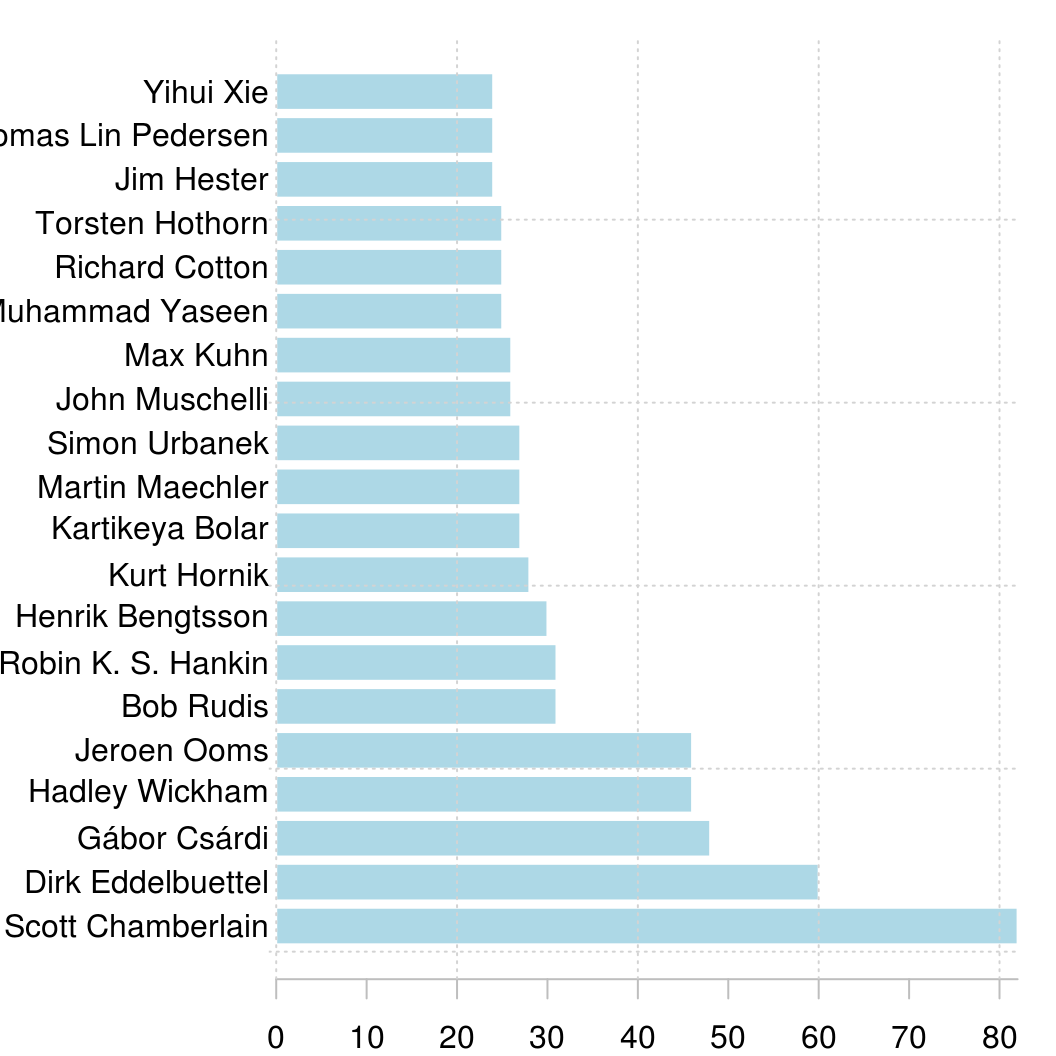 Yihui Xie
omas Lin Pedersen
Jim Hester
Torsten Hothorn
Richard Cotton
Muhammad Yaseen
Max Kuhn
John Muschelli
Simon Urbanek
Martin Maechler
Kartikeya Bolar
Kurt Hornik
Henrik Bengtsson
Robin K. S. Hankin
Bob Rudis
Jeroen Ooms
Hadley Wickham
Gábor Csárdi
Dirk Eddelbuettel
Scott Chamberlain
0 10 20 30 40 50 60 70 80